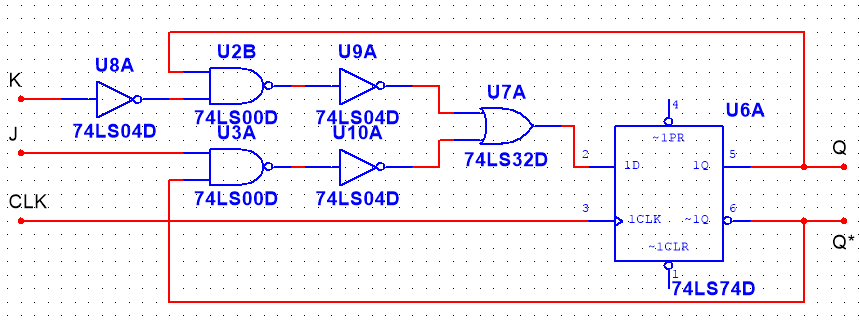 U2B
U9A
U8A
K
U7A
4
U6A
74LS04D
74LS00D
74LS04D
U3A
U10A
J
~1PR
Q
74LS32D
2
1D
1Q
5
74LS00D
74LS04D
CLK
3
1CLK
~1Q
6
~1CLR
Q*
1
74LS74D